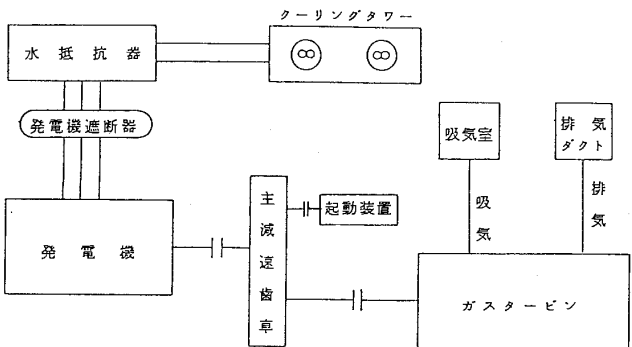 クーリングタワー
水抵抗器
発電機遮断器
吸気室
排気
ダクト
主減速歯車
起動装置
吸気
排気
発電機
ガスタービン